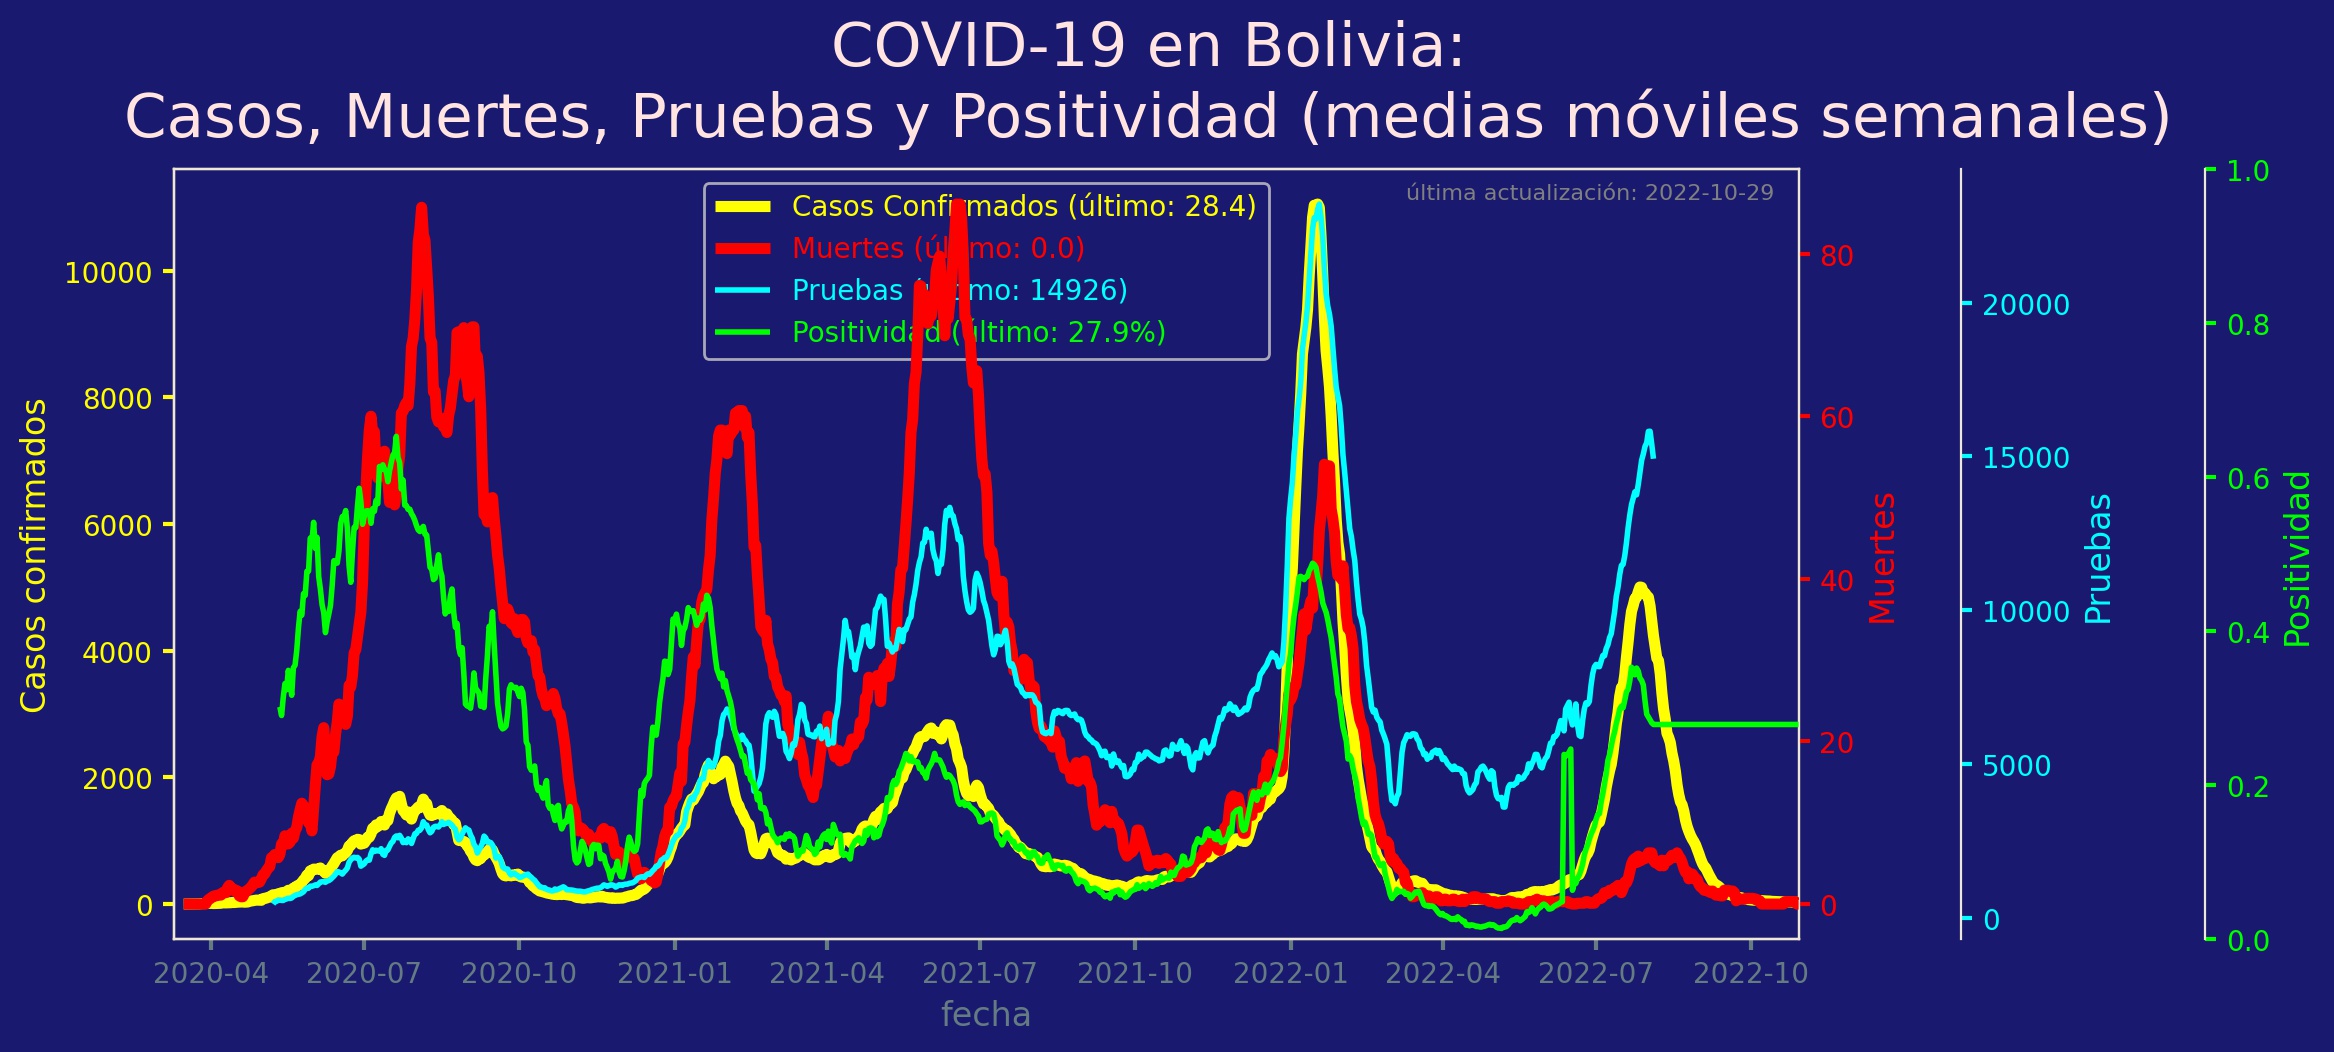 COVID-19 en Bolivia:
Casos, Muertes, Pruebas y Positividad (medias móviles semanales)
última actualización: 2022-10-29
Casos Confirmados (último: 28.4)
Muertes (último: 0.0)
Pruebas (último: 14926)
Positividad (último: 27.9%)
Casos confirmados
10000
8000
6000
4000
2000
0
80
60
40
20
0
Muertes
20000
15000
10000
5000
0
Pruebas
1.0
0.8
0.6
0.4
0.2
0.0
Positividad
2020-04 2020-07 2020-10 2021-01 2021-04 2021-07 2021-10 2022-01 2022-04 2022-07 2022-10
fecha